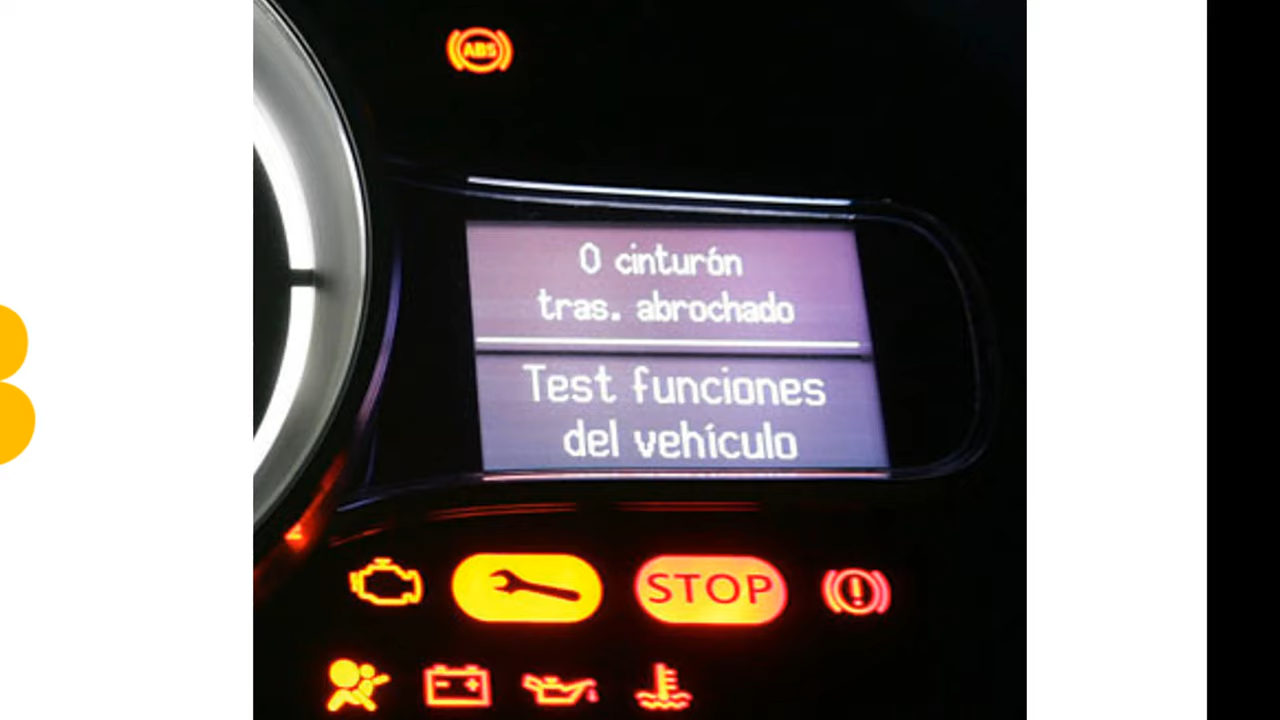 ABS
0 cinturón
tras. abrochado
Test funciones
del vehículo
STOP